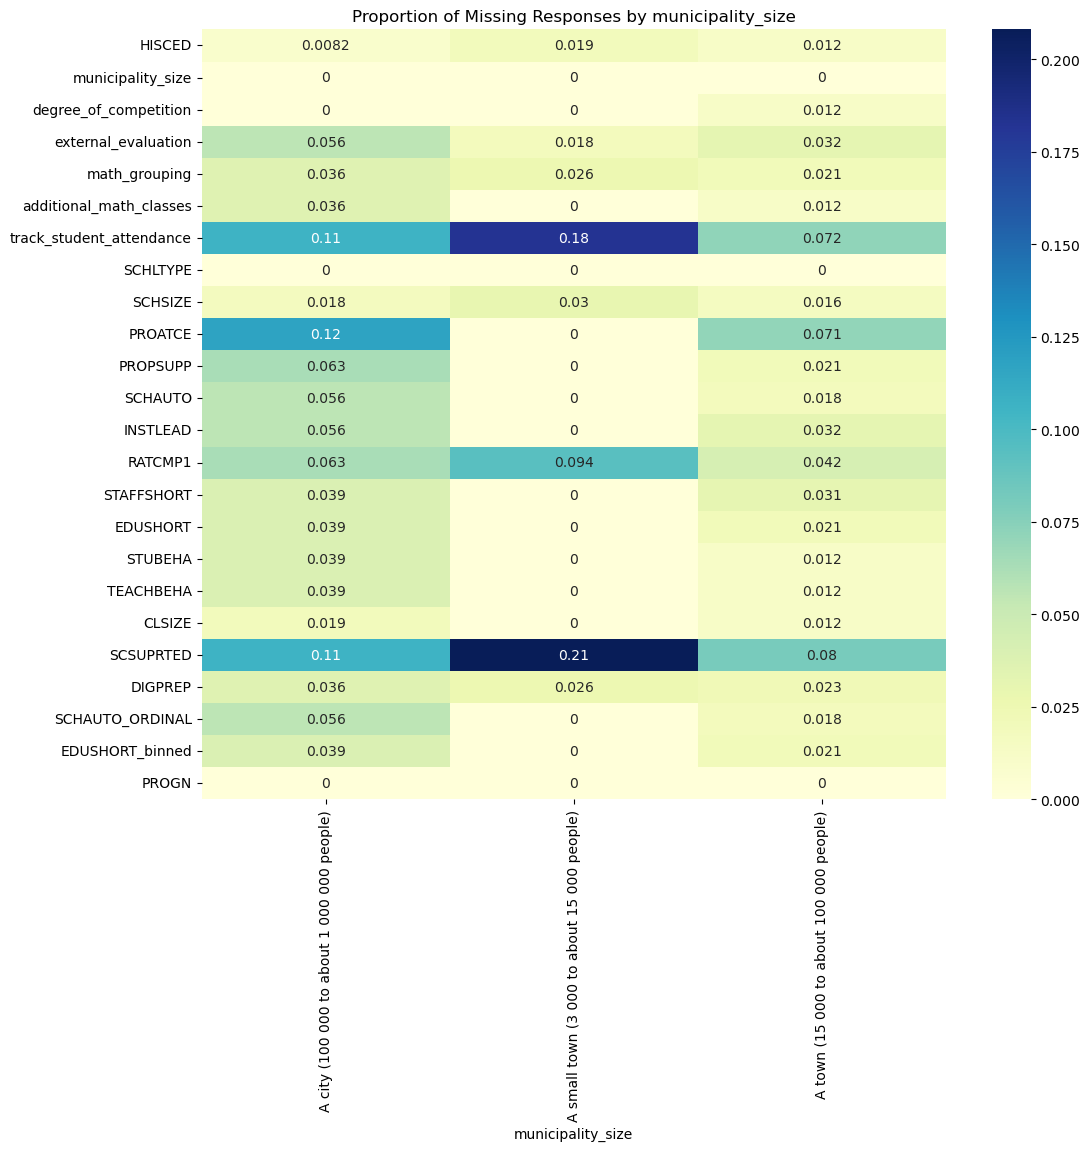 Proportion of Missing Responses by municipality_size
HISCED 0.0082 0.019 0.012
municipality_size 0 0 0
degree_of_competition 0 0 0.012
external_evaluation 0.056 0.018 0.032
math_grouping 0.036 0.026 0.021
additional_math_classes 0.036 0 0.012
track_student_attendance 0.11 0.18 0.072
SCHLTYPE 0 0 0
SCHSIZE 0.018 0.03 0.016
PROATCE 0.12 0 0.071
PROPSUPP 0.063 0 0.021
SCHAUTO 0.056 0 0.018
INSTLEAD 0.056 0 0.032
RATCMP1 0.063 0.094 0.042
STAFFSHORT 0.039 0 0.031
EDUSHORT 0.039 0 0.021
STUBEHA 0.039 0 0.012
TEACHBEHA 0.039 0 0.012
CLSIZE 0.019 0 0.012
SCSUPRTED 0.11 0.21 0.08
DIGPREP 0.036 0.026 0.023
SCHAUTO_ORDINAL 0.056 0 0.018
EDUSHORT_binned 0.039 0 0.021
PROGN 0 0 0
A city (100 000 to about 1 000 000 people)
A small town (3 000 to about 15 000 people)
A town (15 000 to about 100 000 people)
municipality_size
0.200
0.175
0.150
0.125
0.100
0.075
0.050
0.025
0.000